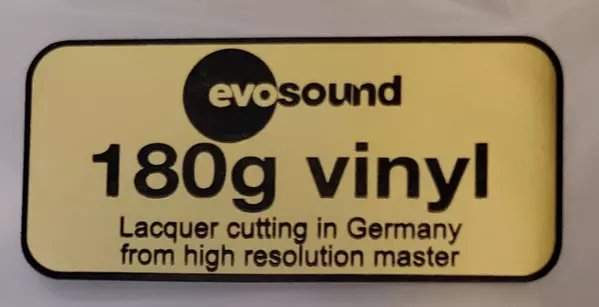 evosound
180g vinyl
Lacquer cutting in Germany
from high resolution master